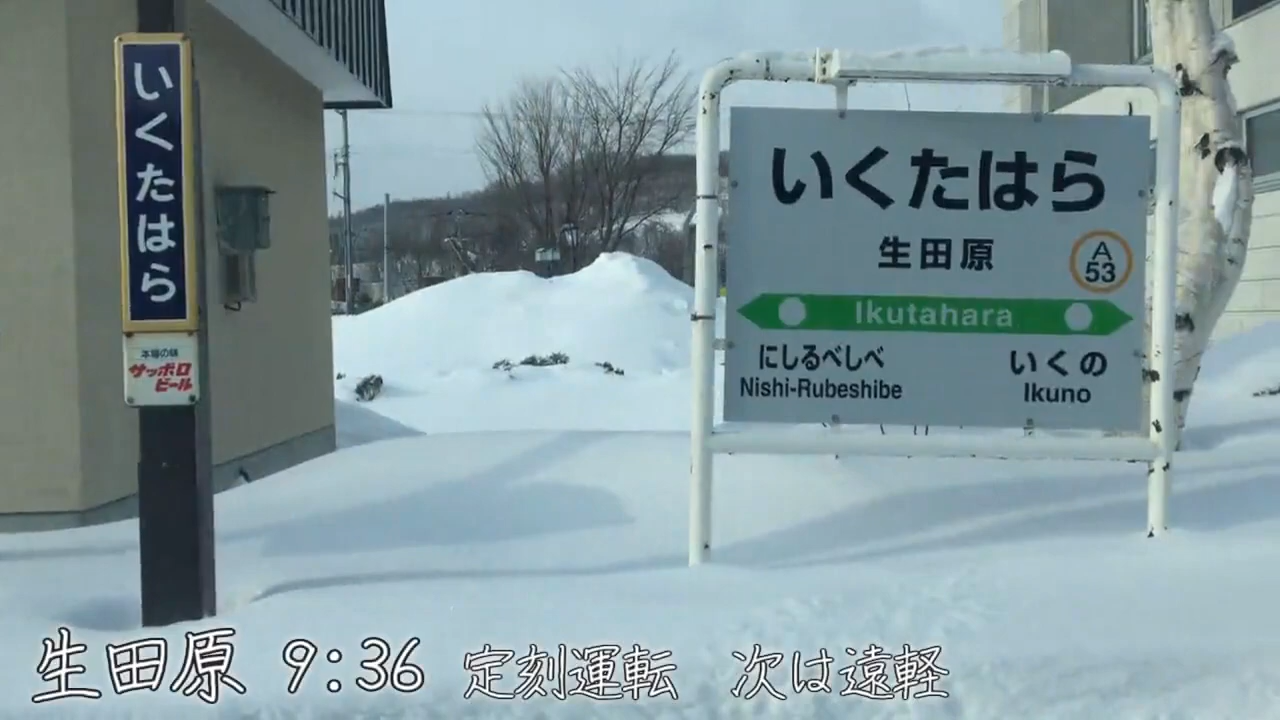 いくたはら
本場の味
サッポロ
ビール
いくたはら
生田原
A
53
Ikutahara
にしるべしべ
いくの
Nishi-Rubeshibe
Ikuno
生田原 9:36 定刻運転 次は遠軽